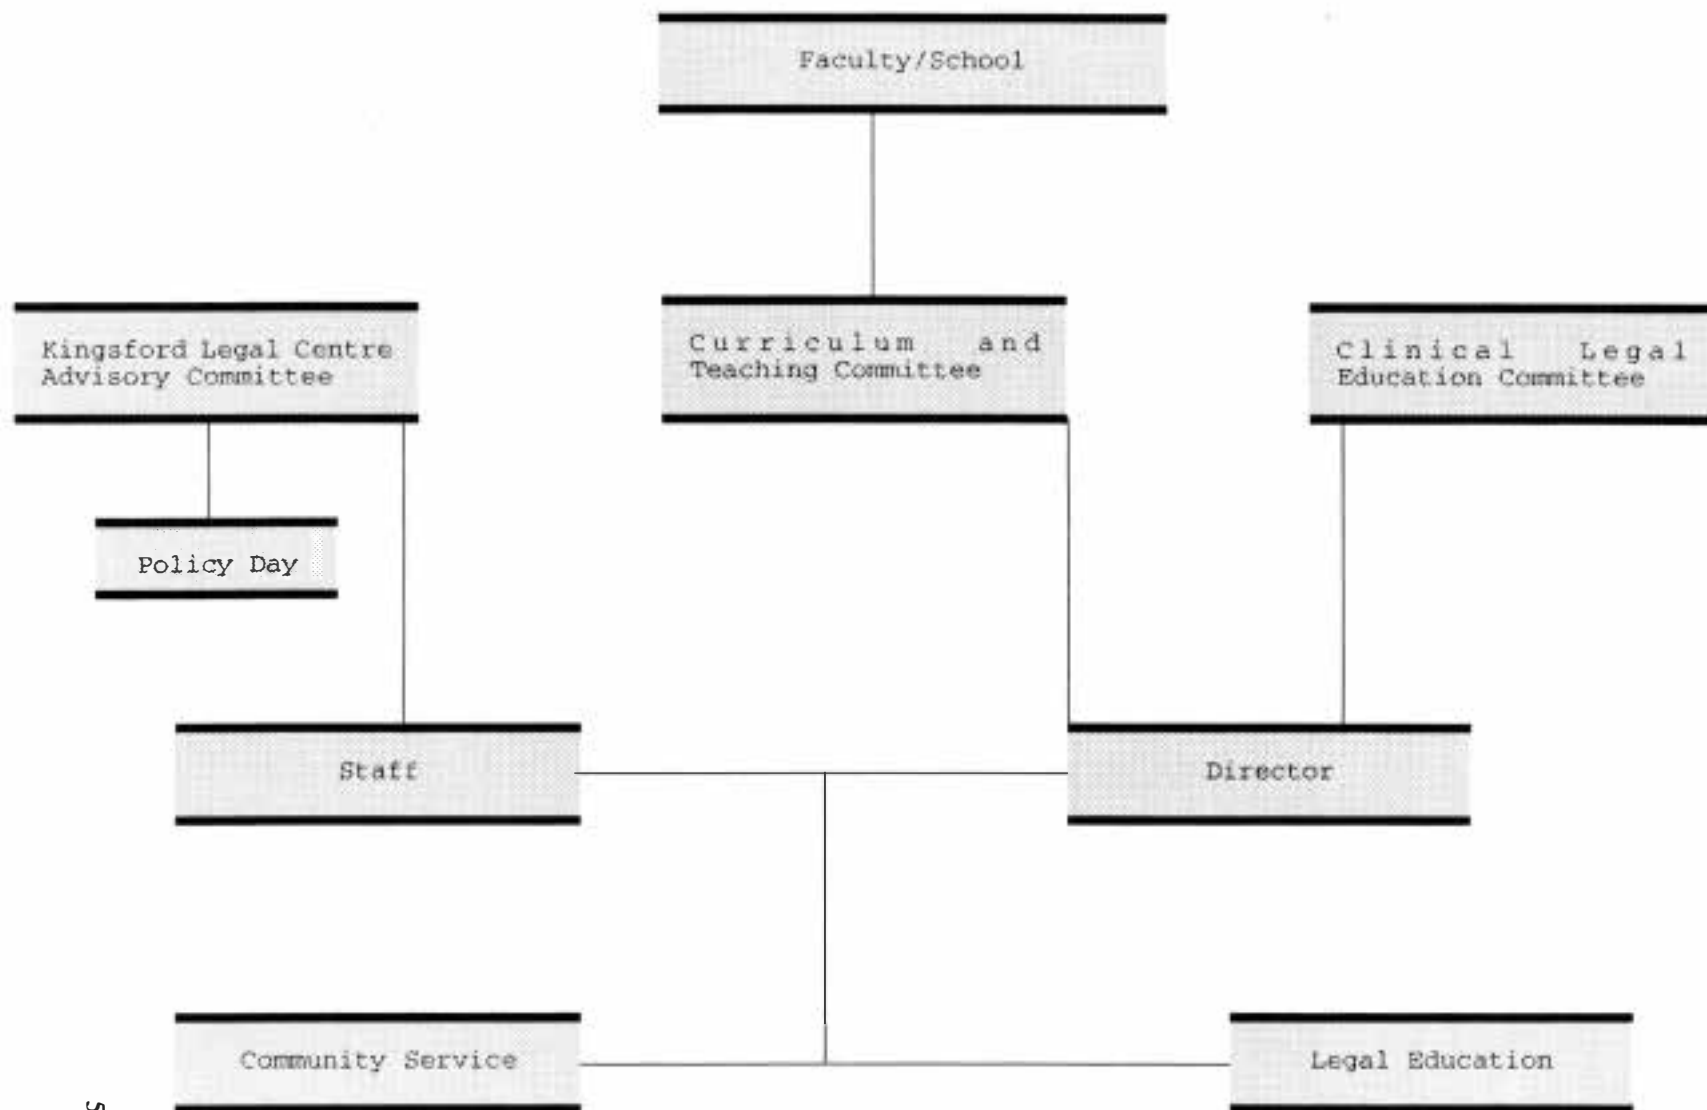 Faculty/School
Kingsford Legal Centre
Advisory Committee
Curriculum and
Teaching Committee
Clinical Legal
Education Committee
Policy Day
Staff
Director
Community Service
Legal Education
5